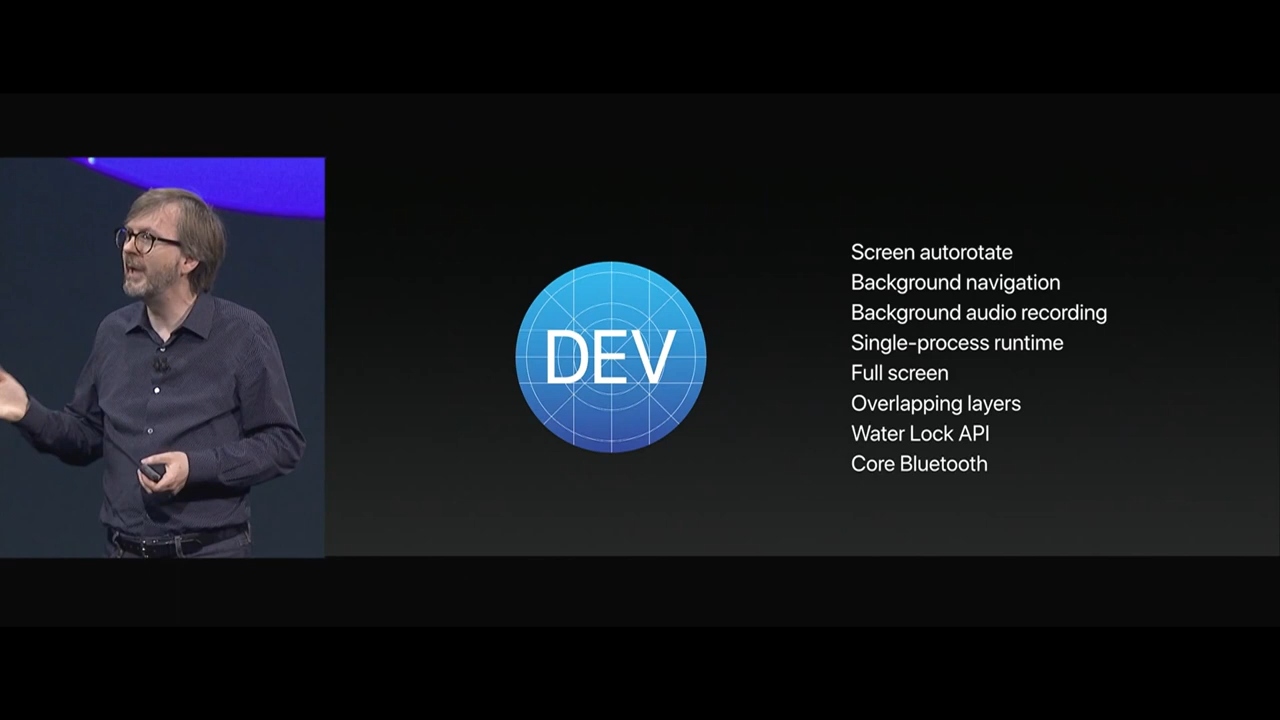 DEV
Screen autorotate
Background navigation
Background audio recording
Single-process runtime
Full screen
Overlapping layers
Water Lock API
Core Bluetooth